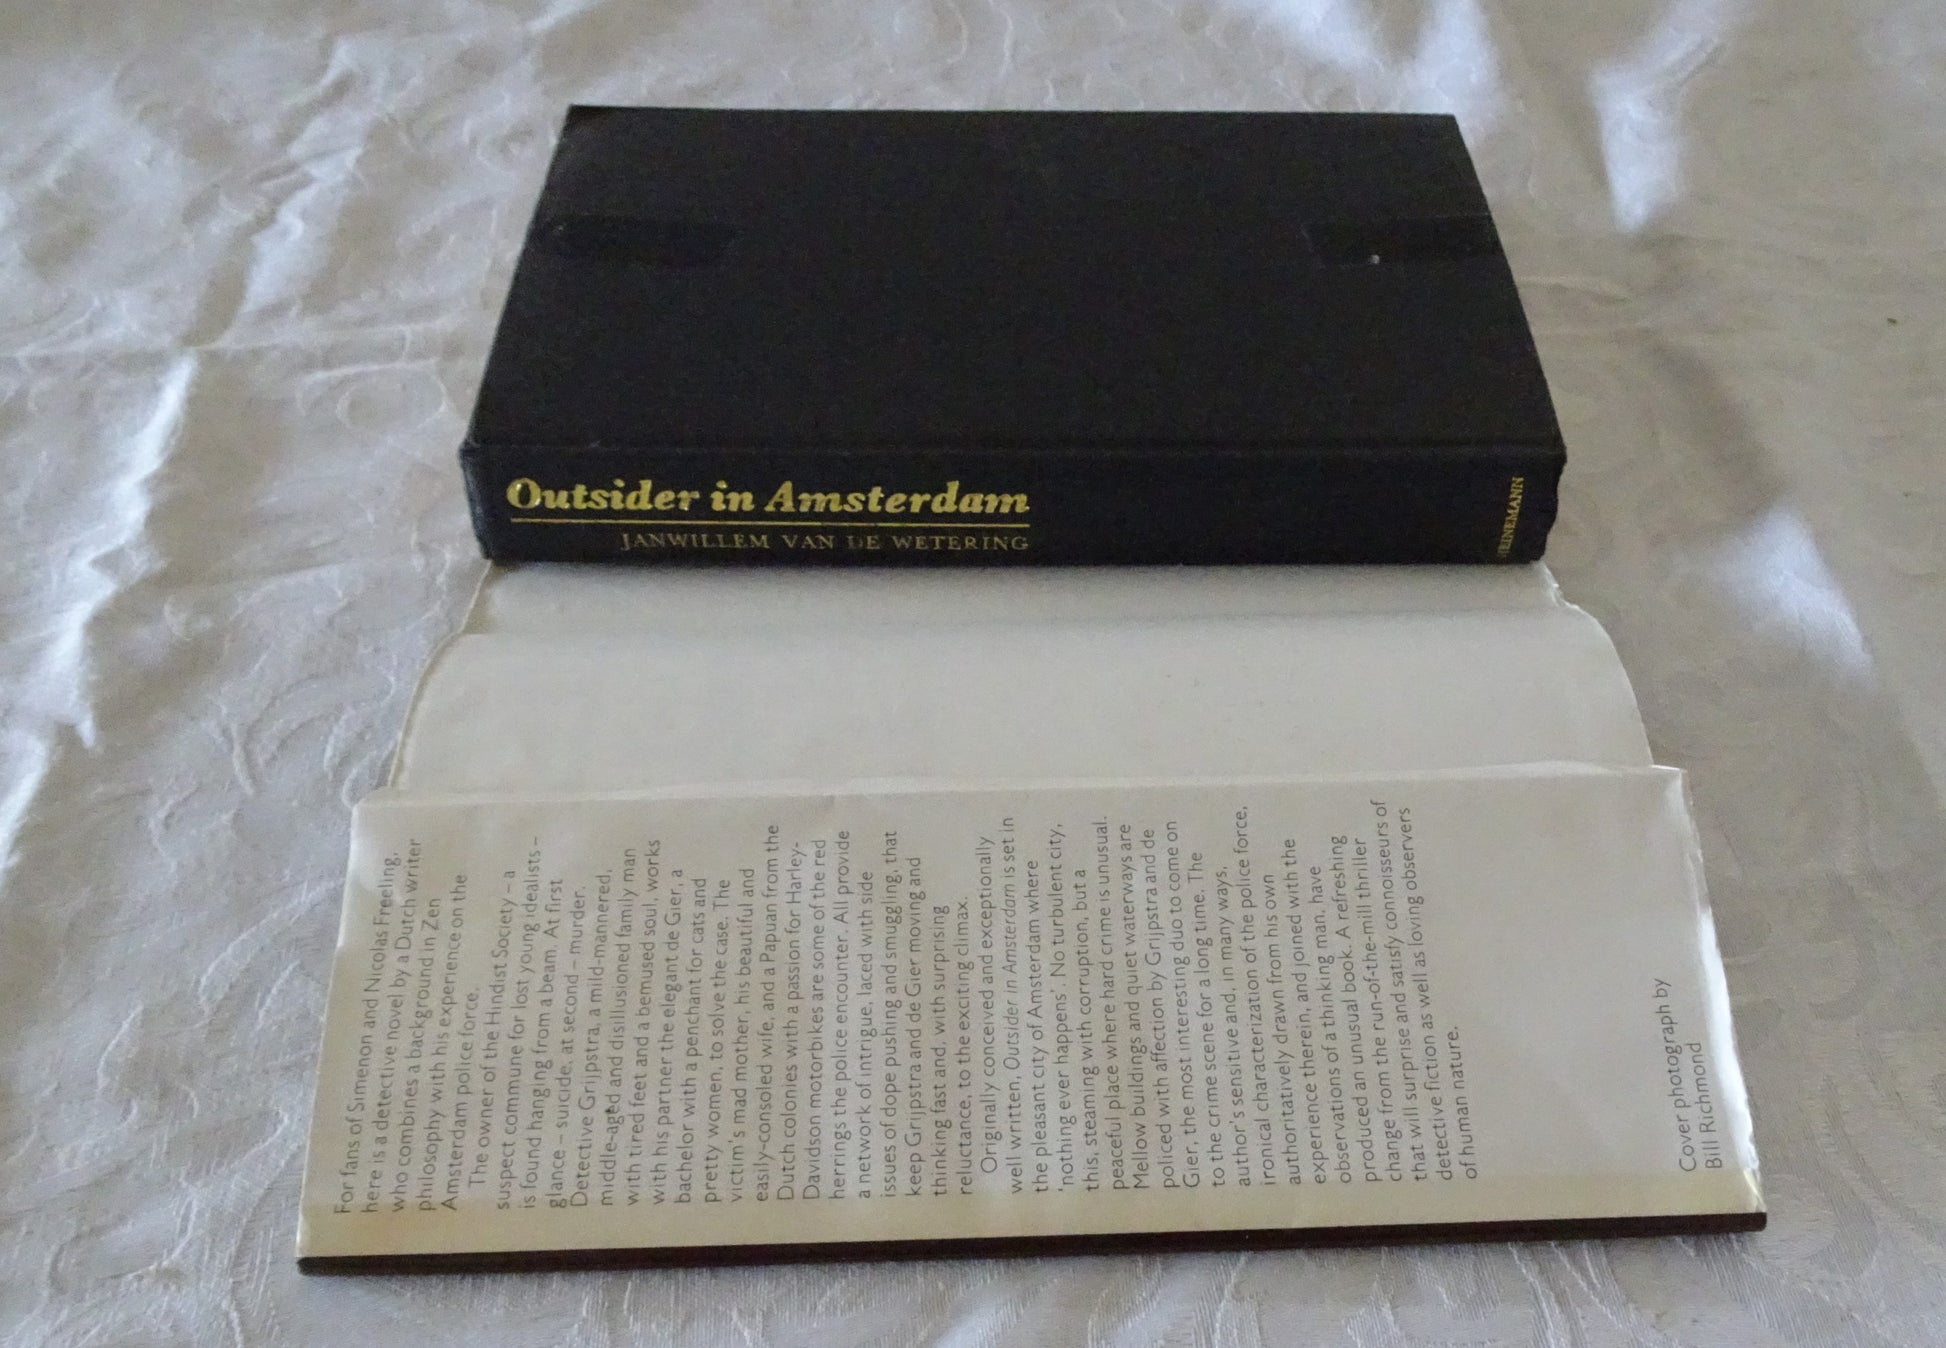 Outsider in Amsterdam
JANWILLEM VAN DE WETERING
HEINEMANN
For fans of Simenon and Nicolas Freeling,
here is a detective novel by a Dutch writer
who combines a background in Zen
philosophy with his experience on the
Amsterdam police force.
The owner of the Hindist Society – a
suspect commune for lost young idealists –
is found hanging from a beam. At first
glance – suicide, at second – murder.
Detective Grijpstra, a mild-mannered,
middle-aged and disillusioned family man
with tired feet and a bemused soul, works
with his partner the elegant de Gier, a
bachelor with a penchant for cats and
pretty women, to solve the case. The
victim's mad mother, his beautiful and
easily-consoled wife, and a Papuan from the
Dutch colonies with a passion for Harley-
Davidson motorbikes are some of the red
herrings the police encounter. All provide
a network of intrigue, laced with side
issues of dope pushing and smuggling, that
keep Grijpstra and de Gier moving and
thinking fast and, with surprising
reluctance, to the exciting climax.
Originally conceived and exceptionally
well written, Outsider in Amsterdam is set in
the pleasant city of Amsterdam where
'nothing ever happens'. No turbulent city,
this, steaming with corruption, but a
peaceful place where hard crime is unusual.
Mellow buildings and quiet waterways are
policed with affection by Grijpstra and de
Gier, the most interesting duo to come on
to the crime scene for a long time. The
author's sensitive and, in many ways,
ironical characterization of the police force,
authoritatively drawn from his own
experience therein, and joined with the
observations of a thinking man, have
produced an unusual book. A refreshing
change from the run-of-the-mill thriller
that will surprise and satisfy connoisseurs of
detective fiction as well as loving observers
of human nature.
Cover photograph by
Bill Richmond